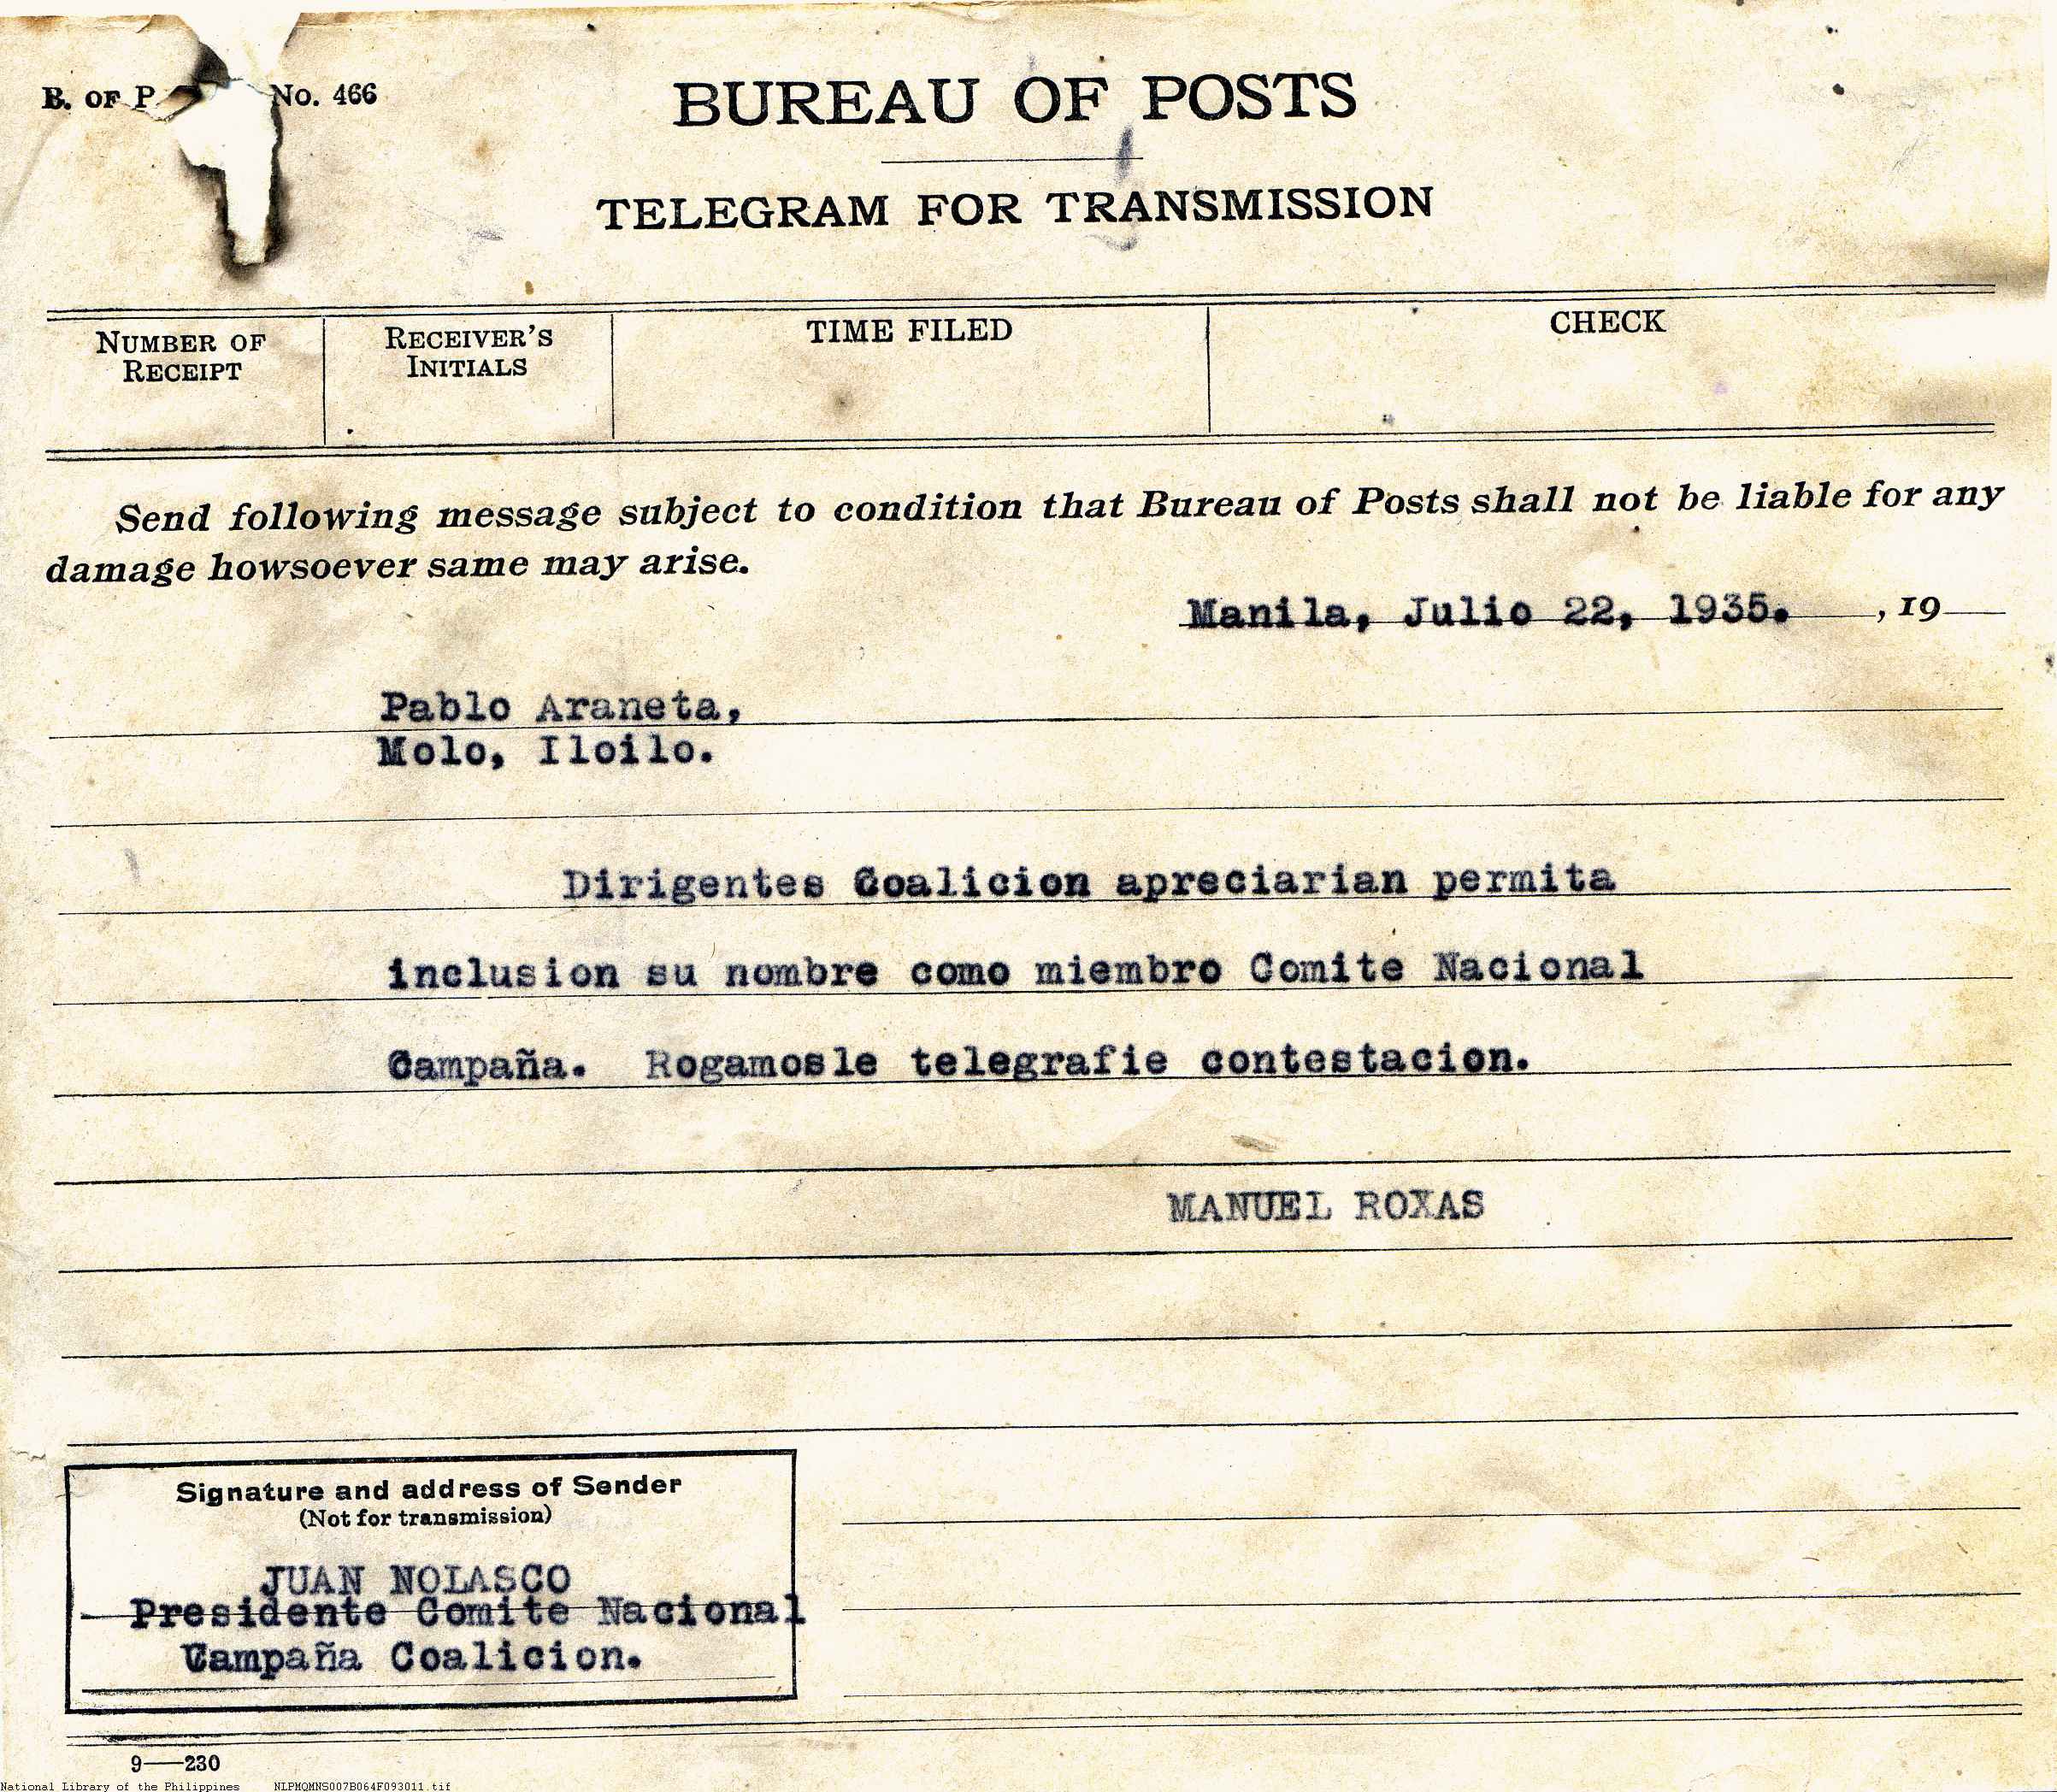 B. OF P No. 466
BUREAU OF POSTS
TELEGRAM FOR TRANSMISSION
NUMBER OF RECEIPT
RECEIVER'S INITIALS
TIME FILED
CHECK
Send following message subject to condition that Bureau of Posts shall not be liable for any
damage howsoever same may arise.
Manila, Julio 22, 1935. , 19
Pablo Araneta,
Molo, Iloilo.
Dirigentes Coalicion apreciarian permita
inclusion su nombre como miembro Comite Nacional
Campaña. Rogamosle telegrafie contestacion.
MANUEL ROXAS
Signature and address of Sender
(Not for transmission)
JUAN NOLASCO
Presidente Comite Nacional
Campaña Coalicion.
9—230
National Library of the Philippines NLPMQMNS007B064F093011.tif